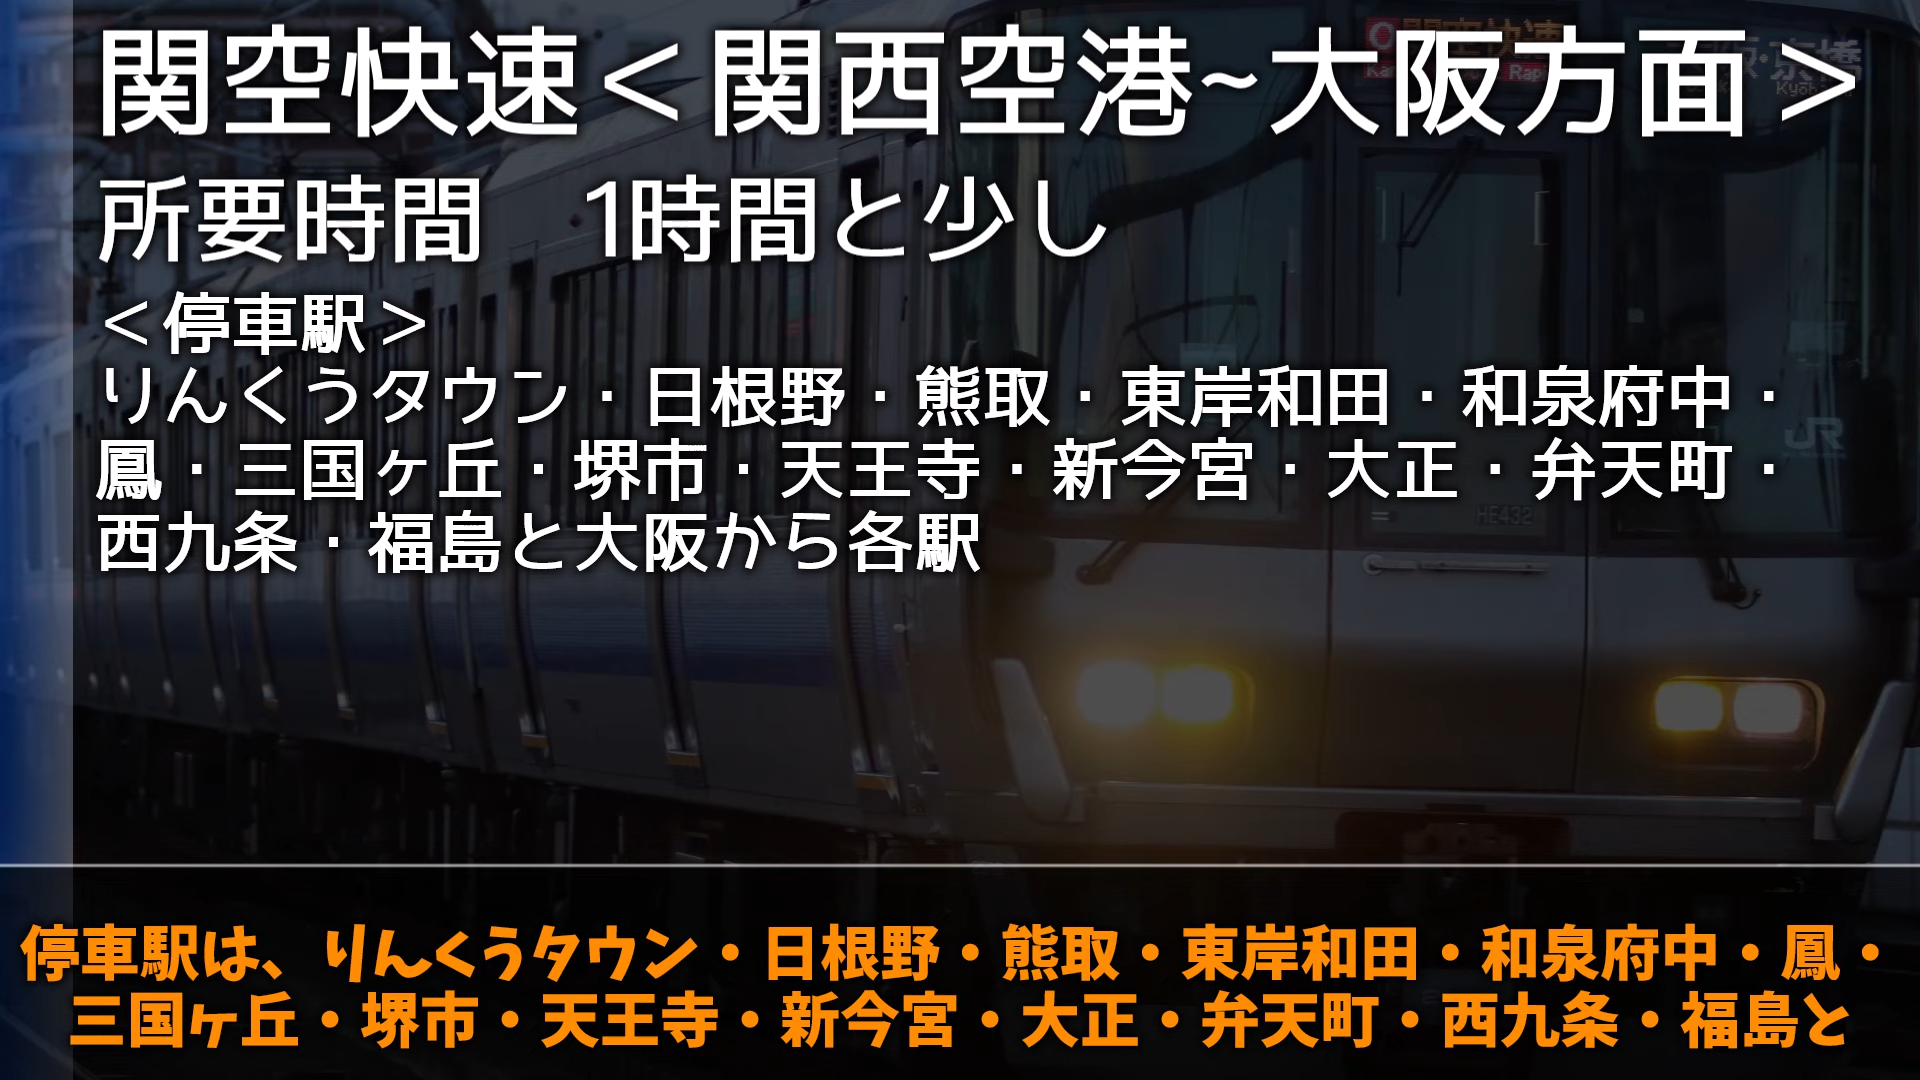 関空快速＜関西空港~大阪方面＞
所要時間　1時間と少し
＜停車駅＞
りんくうタウン・日根野・熊取・東岸和田・和泉府中・
鳳・三国ヶ丘・堺市・天王寺・新今宮・大正・弁天町・
西九条・福島と大阪から各駅
JR
HE432
停車駅は、りんくうタウン・日根野・熊取・東岸和田・和泉府中・鳳・
三国ヶ丘・堺市・天王寺・新今宮・大正・弁天町・西九条・福島と